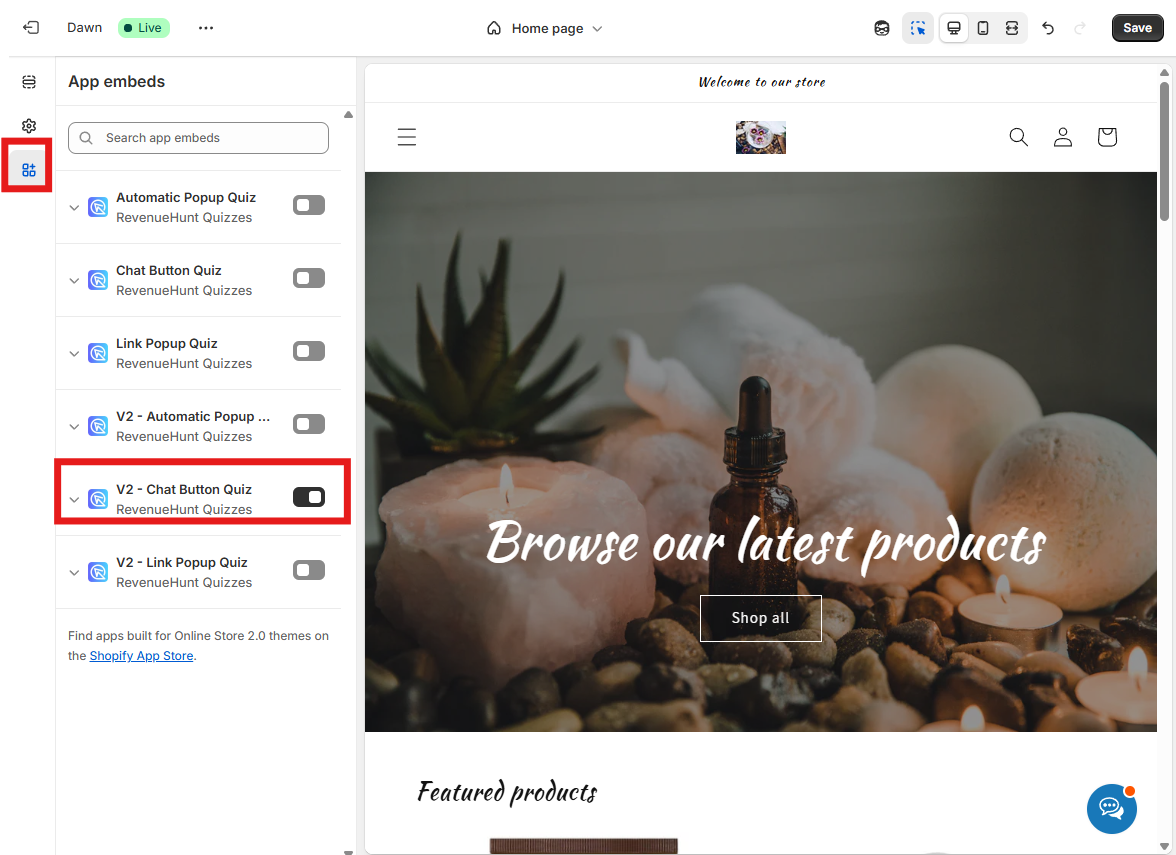 Dawn
Live
Home page
Save
App embeds
Search app embeds
Automatic Popup Quiz
RevenueHunt Quizzes
Chat Button Quiz
RevenueHunt Quizzes
Link Popup Quiz
RevenueHunt Quizzes
V2 - Automatic Popup ...
RevenueHunt Quizzes
V2 - Chat Button Quiz
RevenueHunt Quizzes
V2 - Link Popup Quiz
RevenueHunt Quizzes
Find apps built for Online Store 2.0 themes on
the Shopify App Store.
Welcome to our store
Browse our latest products
Shop all
Featured products